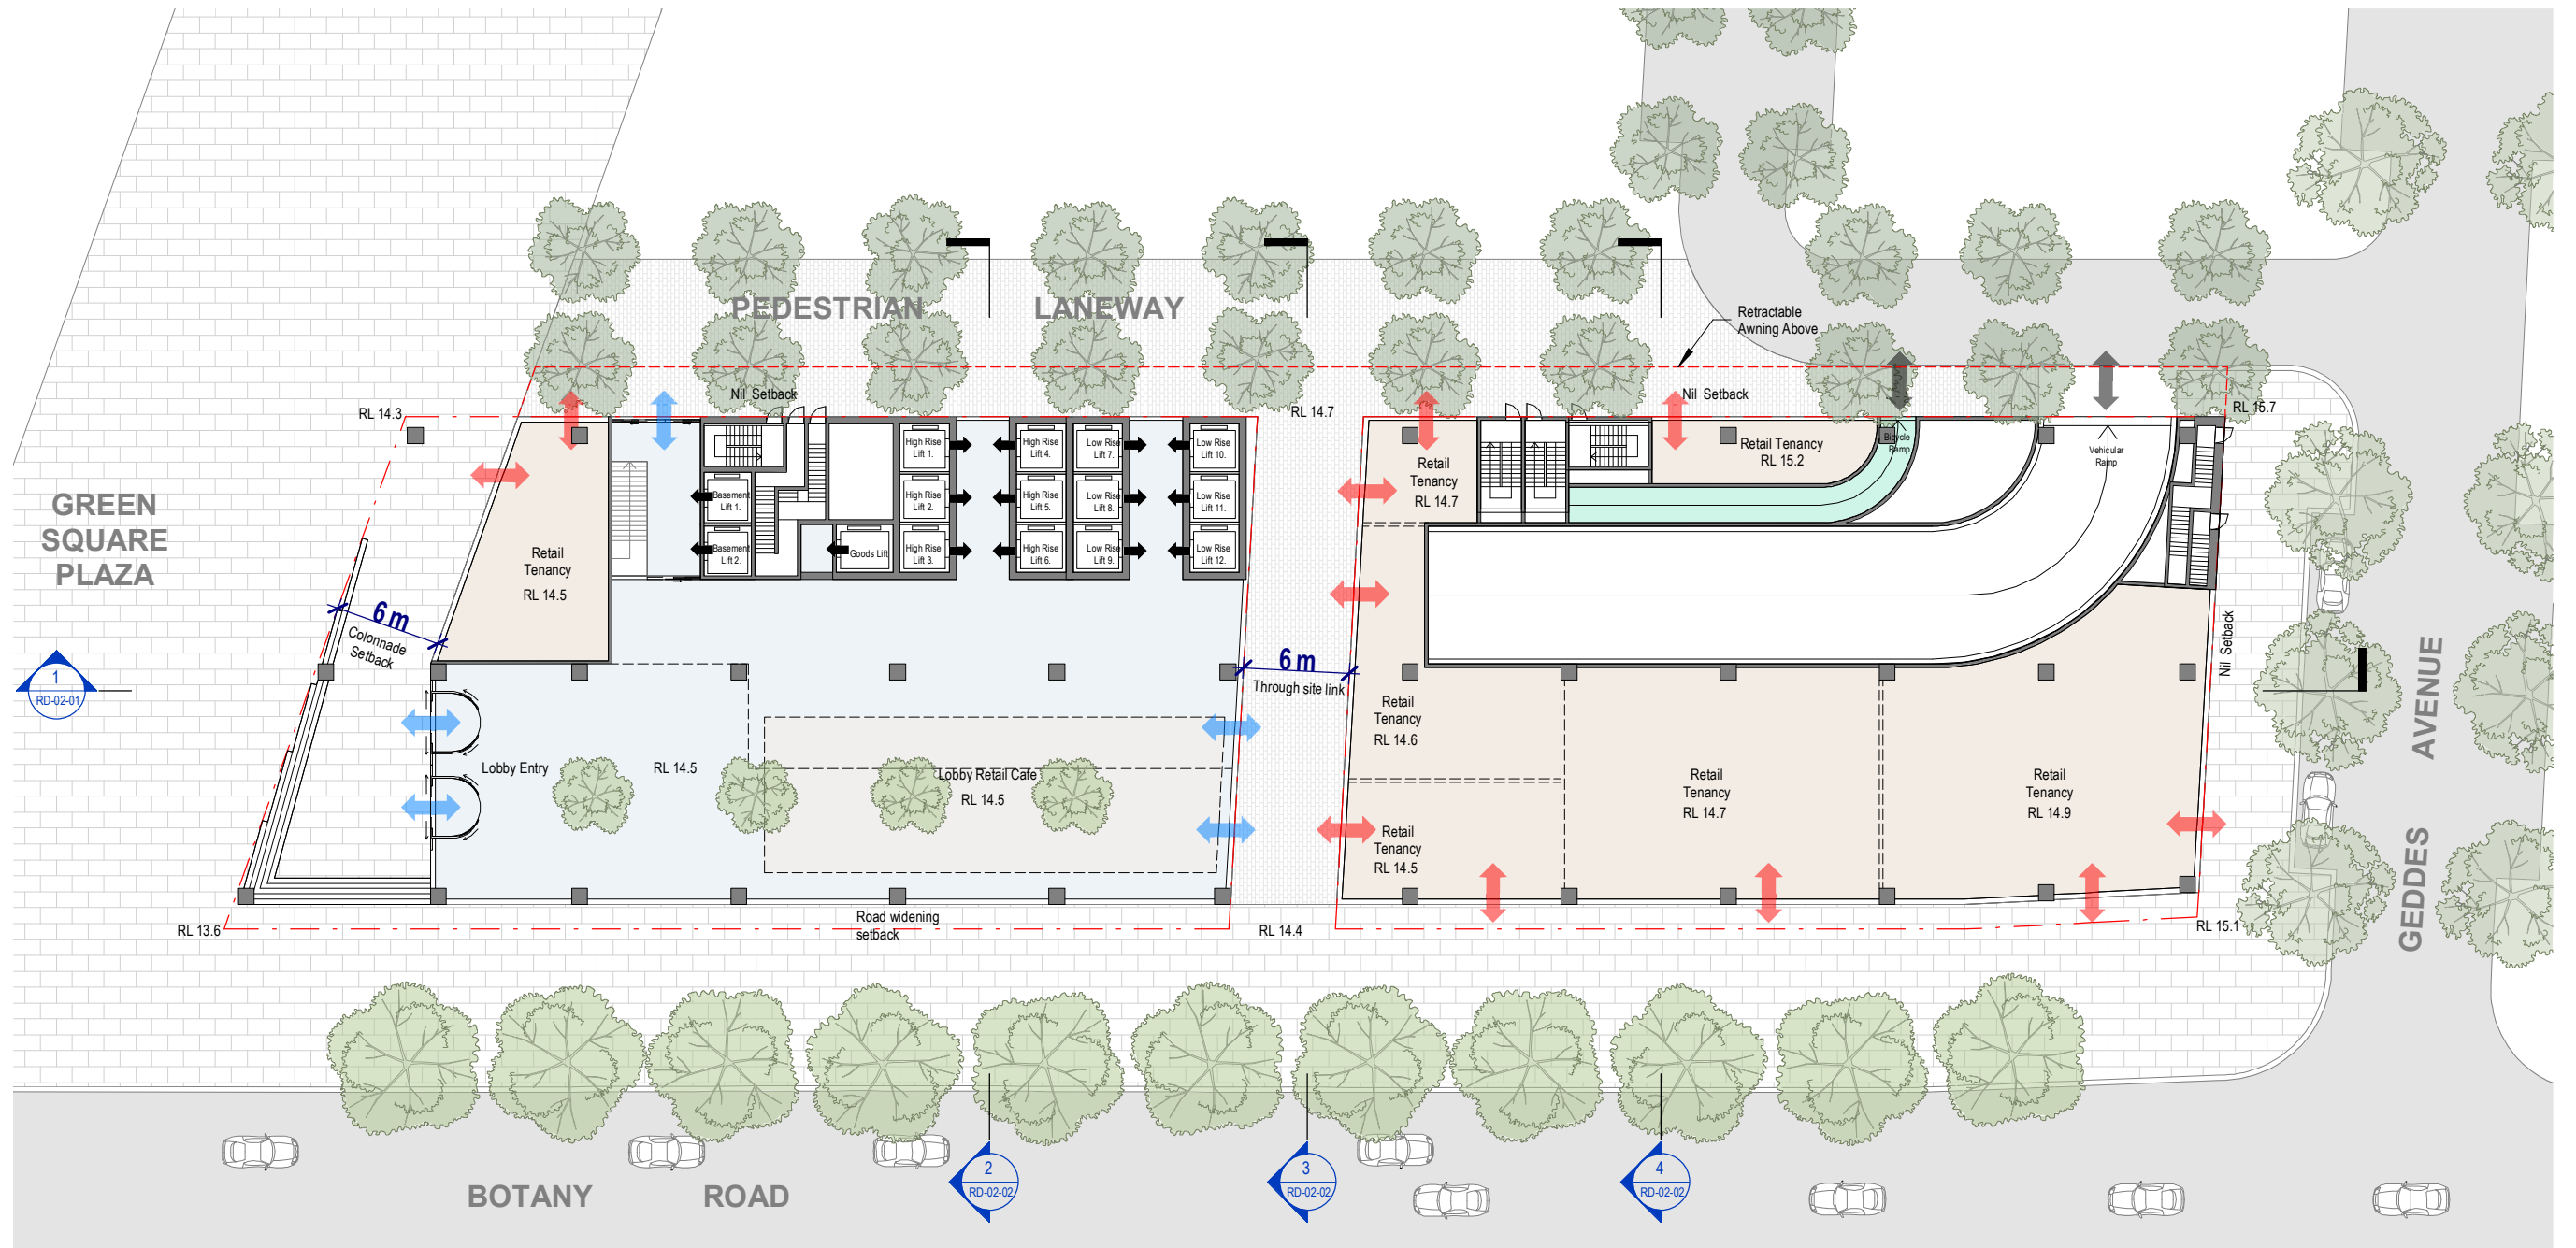 PEDESTRIAN LANEWAY
Retractable
Awning Above
Nil Setback
Nil Setback
RL 14.3
RL 14.7
RL 15.7
High Rise
Lift 1.
High Rise
Lift 4.
Low Rise
Lift 7.
Low Rise
Lift 10.
Retail Tenancy
RL 15.2
Bicycle
Ramp
Vehicular
Ramp
Retail
Tenancy
RL 14.7
Basement
Lift 1.
High Rise
Lift 2.
High Rise
Lift 5.
Low Rise
Lift 8.
Low Rise
Lift 11.
GREEN
SQUARE
PLAZA
Retail
Tenancy
RL 14.5
Basement
Lift 2.
Goods Lift
High Rise
Lift 3.
High Rise
Lift 6.
Low Rise
Lift 9.
Low Rise
Lift 12.
6 m
Colonnade
Setback
6 m
Through site link
Nil Setback
1
RD-02-01
Retail
Tenancy
RL 14.6
Lobby Entry
RL 14.5
Lobby Retail Cafe
RL 14.5
Retail
Tenancy
RL 14.7
Retail
Tenancy
RL 14.9
Retail
Tenancy
RL 14.5
GEDDES AVENUE
RL 13.6
Road widening
setback
RL 14.4
RL 15.1
BOTANY ROAD
2
RD-02-02
3
RD-02-02
4
RD-02-02